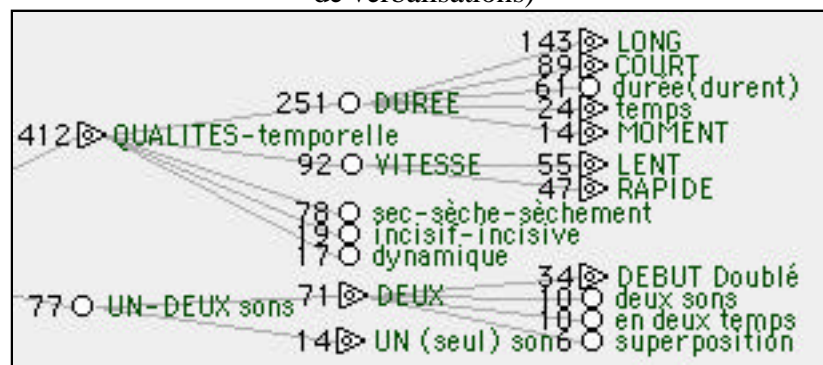 de verbalisations)
143 LONG
89 COURT
61 durée(durent)
251 DUREE
24 temps
412 QUALITES-temporelle
14 MOMENT
92 VITESSE
55 LENT
47 RAPIDE
78 sec-sèche-sèchement
19 incisif-incisive
17 dynamique
34 DEBUT Doublé
71 DEUX
10 deux sons
77 UN-DEUX sons
10 en deux temps
14 UN (seul) son
6 superposition